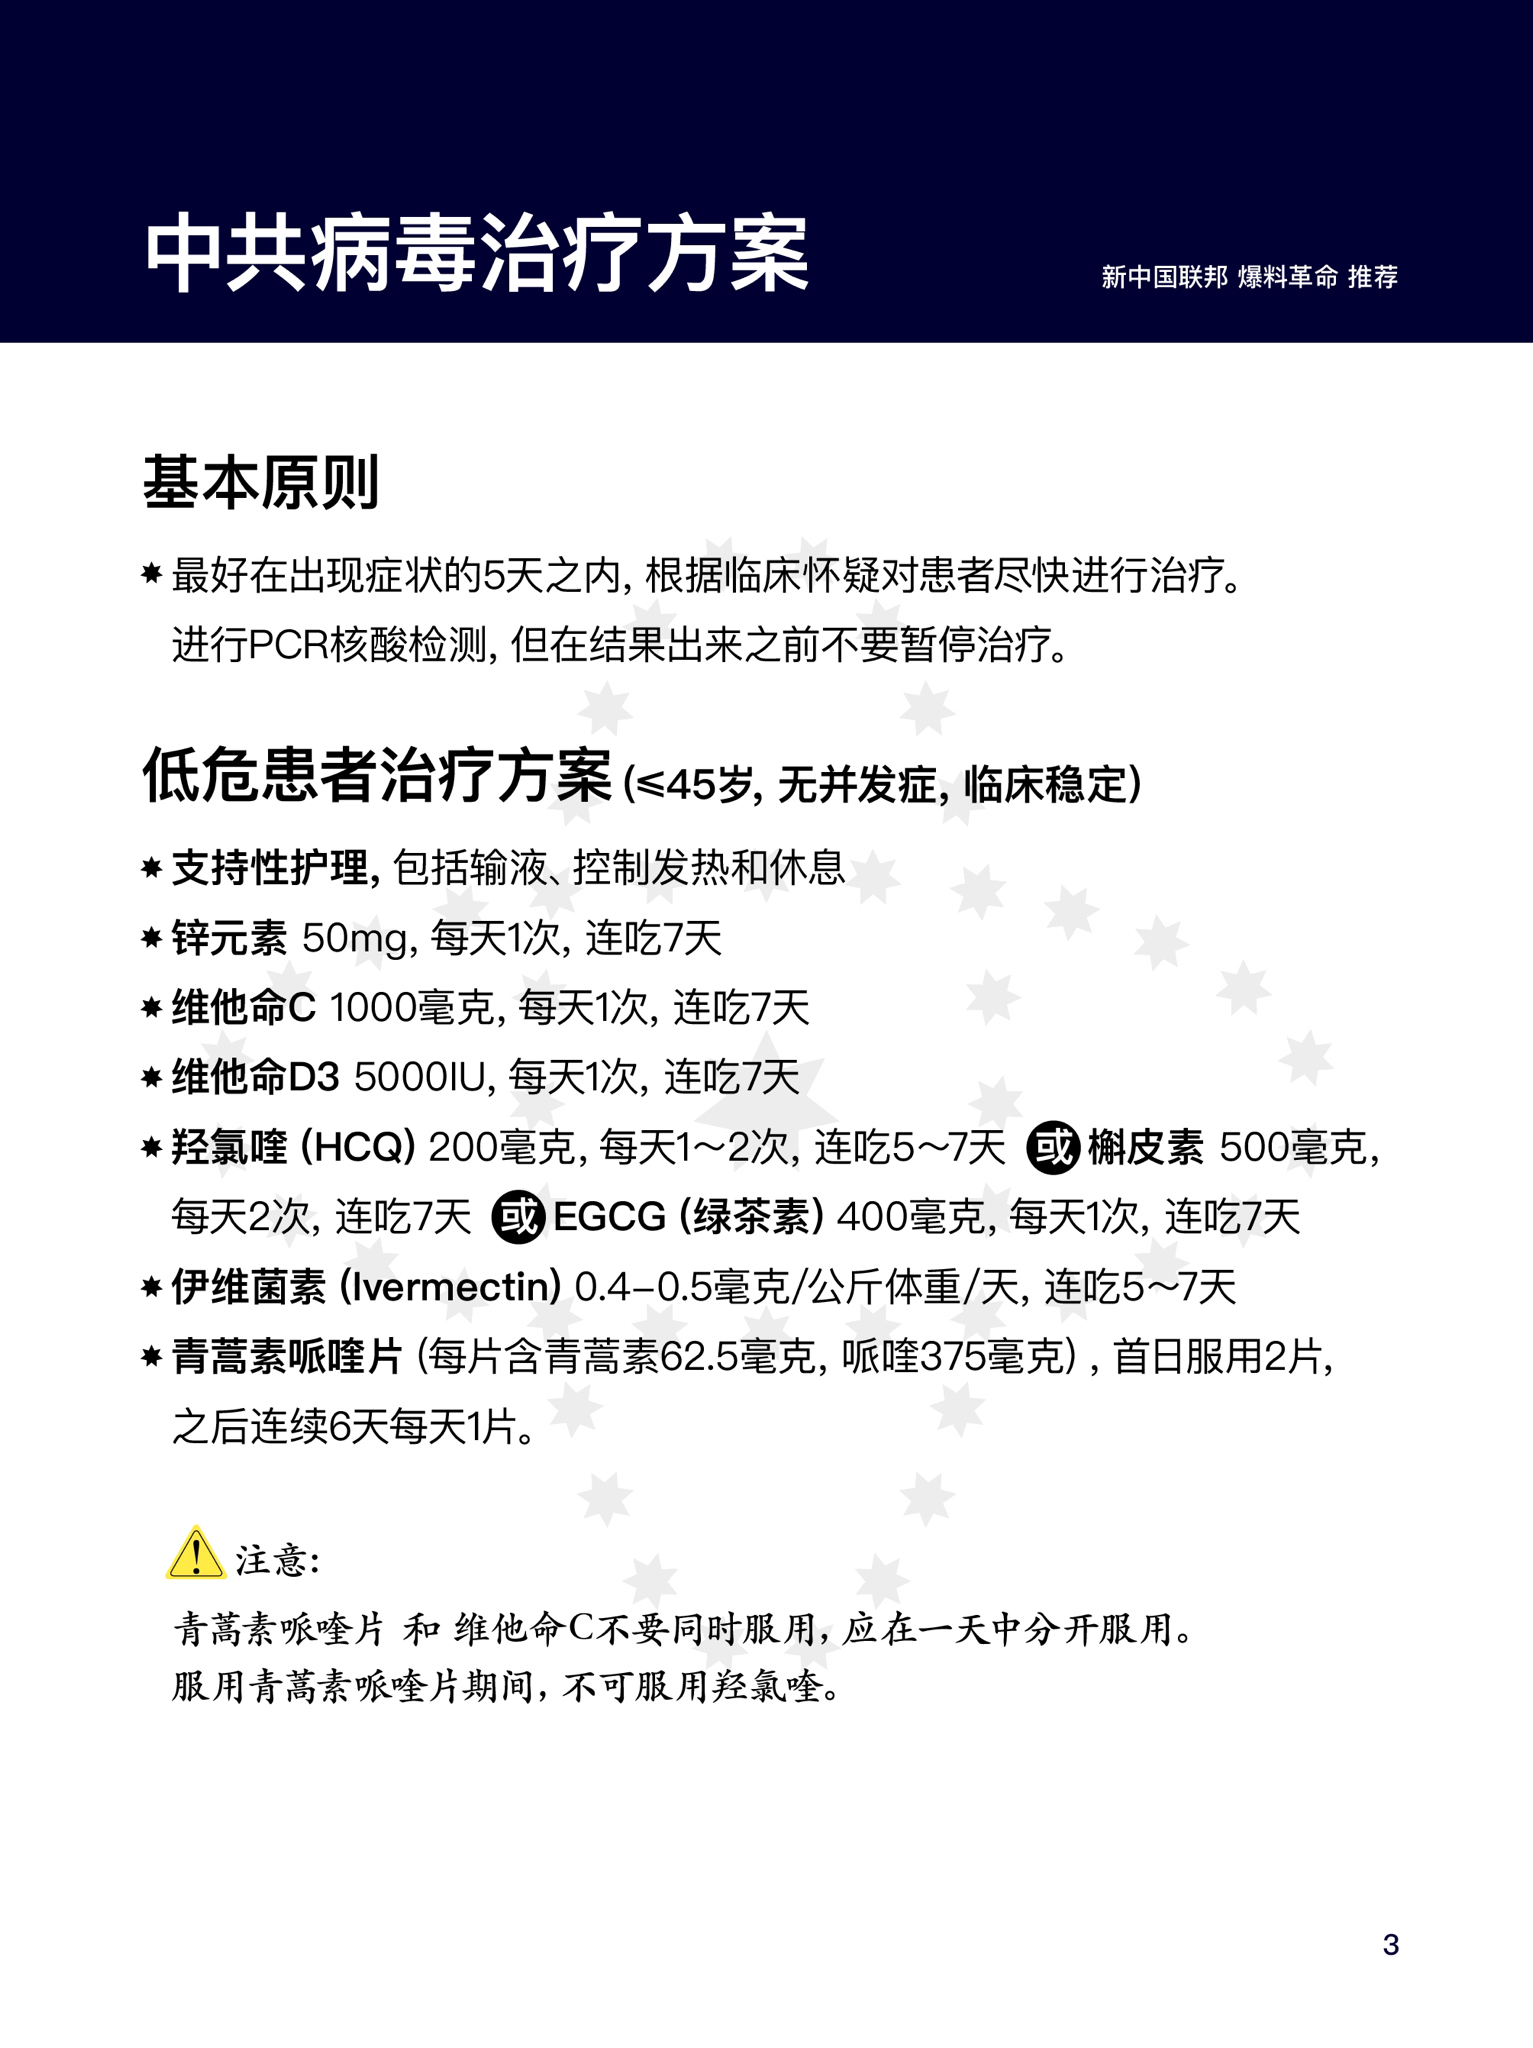 中共病毒治疗方案
新中国联邦 爆料革命 推荐
基本原则
最好在出现症状的5天之内, 根据临床怀疑对患者尽快进行治疗。
进行PCR核酸检测, 但在结果出来之前不要暂停治疗。
低危患者治疗方案 (≤45岁, 无并发症, 临床稳定)
支持性护理, 包括输液、控制发热和休息
锌元素 50mg, 每天1次, 连吃7天
维他命C 1000毫克, 每天1次, 连吃7天
维他命D3 5000IU, 每天1次, 连吃7天
羟氯喹 (HCQ) 200毫克, 每天1～2次, 连吃5～7天 或 槲皮素 500毫克,
每天2次, 连吃7天 或 EGCG (绿茶素) 400毫克, 每天1次, 连吃7天
伊维菌素 (Ivermectin) 0.4–0.5毫克/公斤体重/天, 连吃5～7天
青蒿素哌喹片 (每片含青蒿素62.5毫克, 哌喹375毫克) , 首日服用2片,
之后连续6天每天1片。
注意:
青蒿素哌喹片 和 维他命C不要同时服用, 应在一天中分开服用。
服用青蒿素哌喹片期间, 不可服用羟氯喹。
3